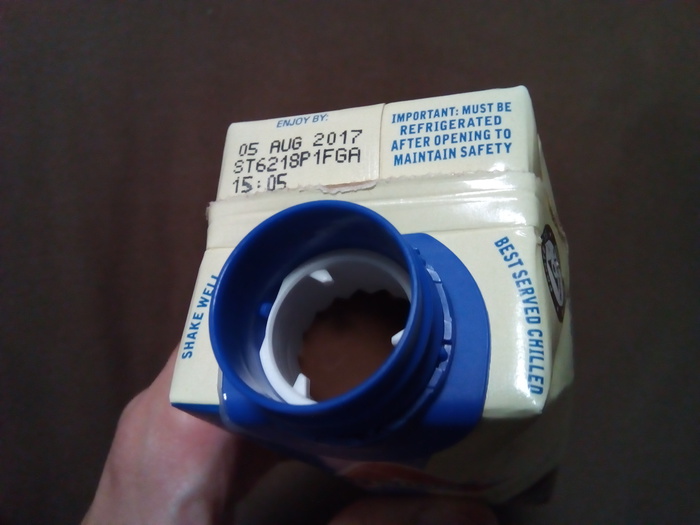 ENJOY BY:
05 AUG 2017
ST6218P1FGA
15:05
IMPORTANT: MUST BE
REFRIGERATED
AFTER OPENING TO
MAINTAIN SAFETY
SHAKE WELL
BEST SERVED CHILLED